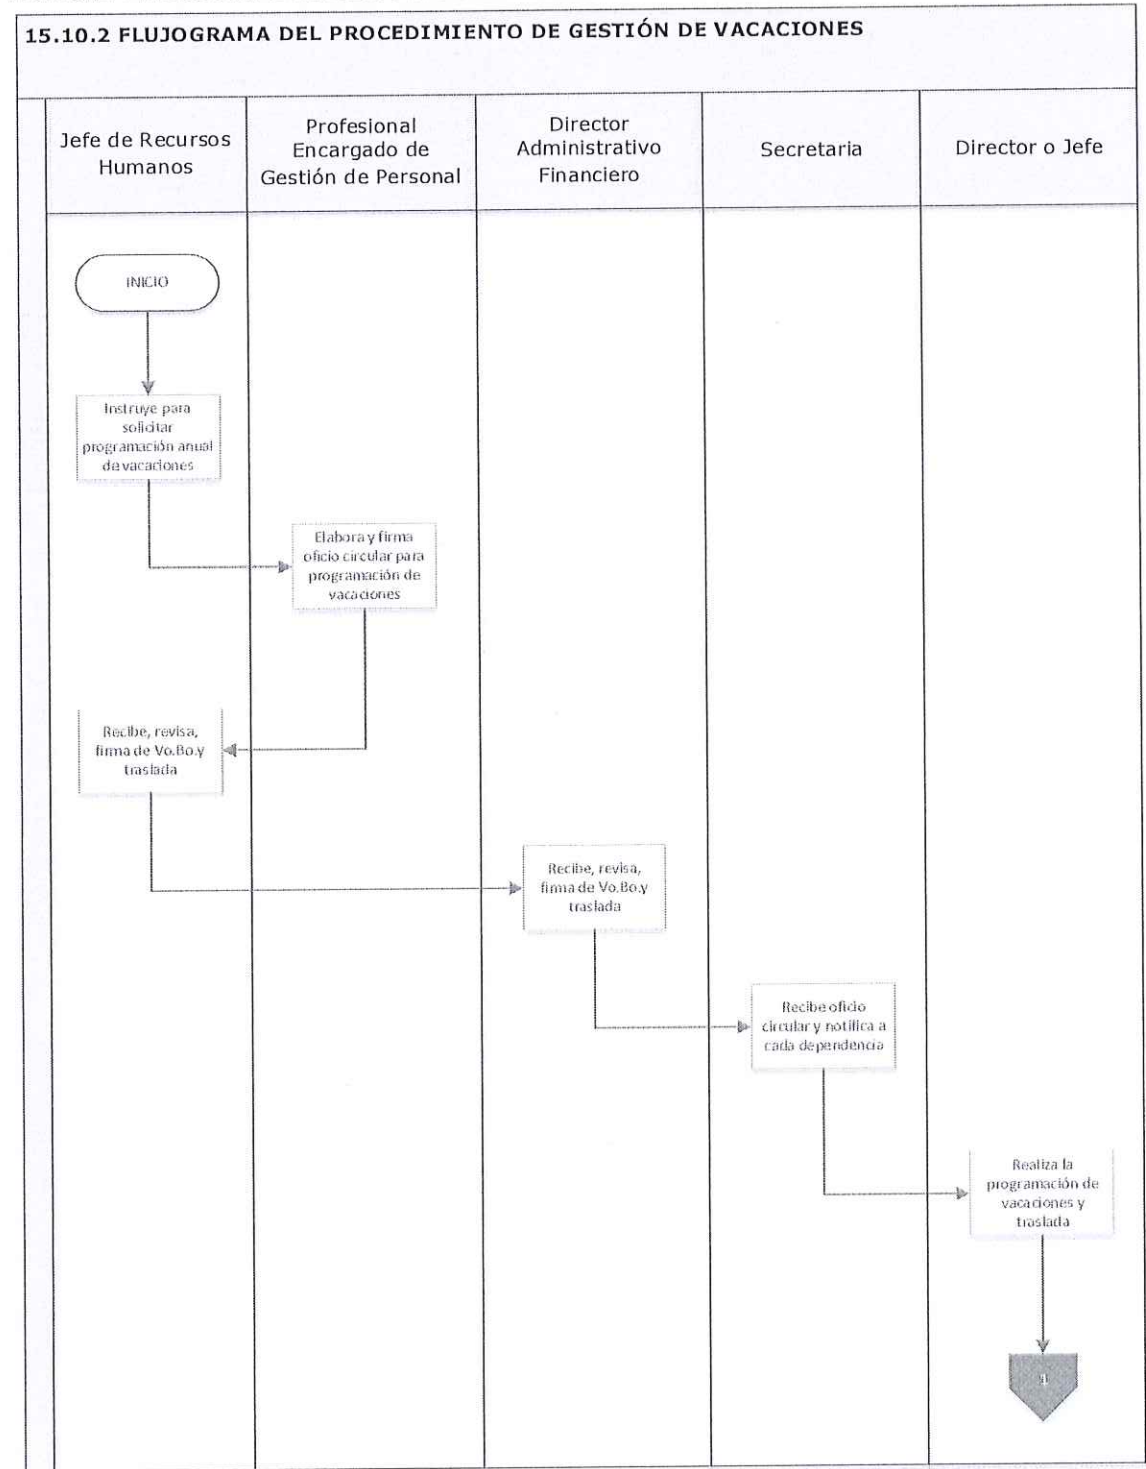 15.10.2 FLUJOGRAMA DEL PROCEDIMIENTO DE GESTIÓN DE VACACIONES
Jefe de Recursos
Humanos
Profesional
Encargado de
Gestión de Personal
Director
Administrativo
Financiero
Secretaria
Director o Jefe
INICIO
Instruye para
solicitar
programación anual
de vacaciones
Elabora y firma
oficio circular para
programación de
vacaciones
Recibe, revisa,
firma de Vo.Bo.y
traslada
Recibe, revisa,
firma de Vo.Bo.y
traslada
Recibe oficio
circular y notifica a
cada dependencia
Realiza la
programación de
vacaciones y
traslada
1